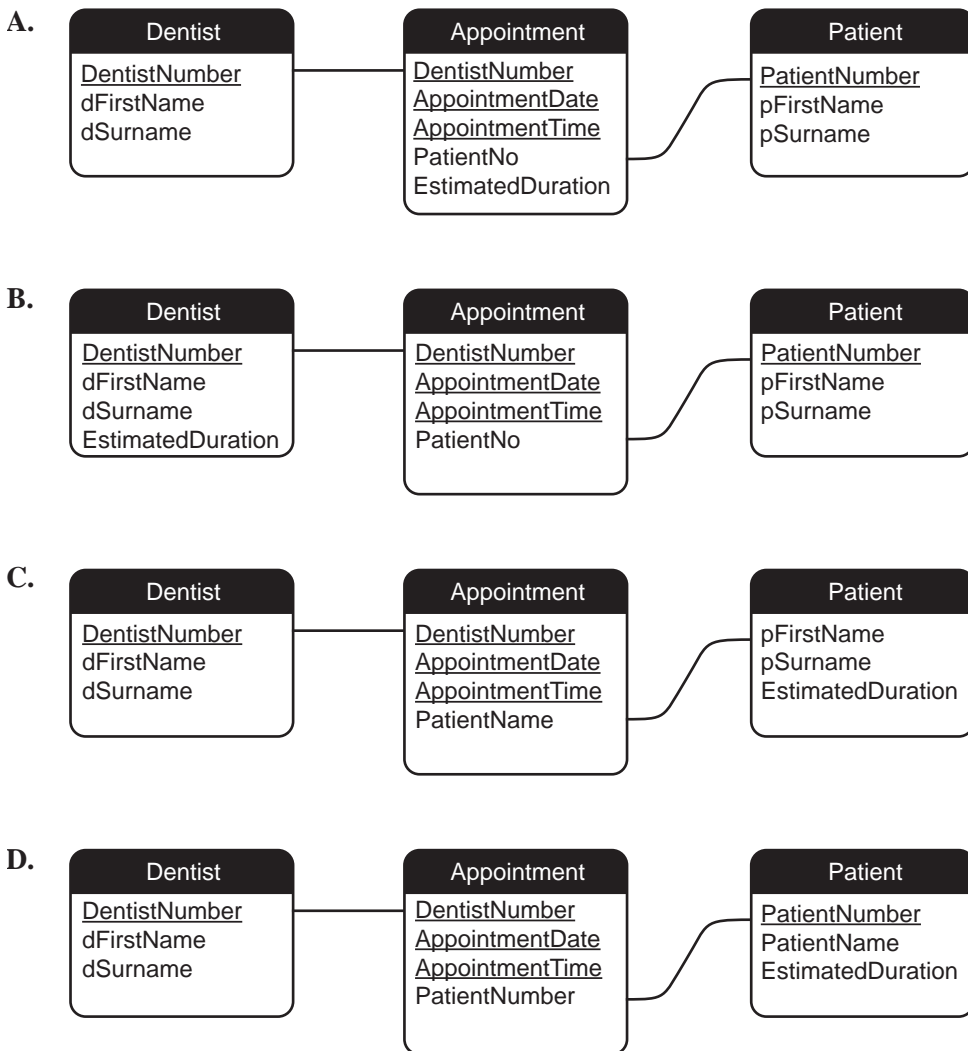 A.
Dentist
DentistNumber
dFirstName
dSurname
Appointment
DentistNumber
AppointmentDate
AppointmentTime
PatientNo
EstimatedDuration
Patient
PatientNumber
pFirstName
pSurname
B.
Dentist
DentistNumber
dFirstName
dSurname
EstimatedDuration
Appointment
DentistNumber
AppointmentDate
AppointmentTime
PatientNo
Patient
PatientNumber
pFirstName
pSurname
C.
Dentist
DentistNumber
dFirstName
dSurname
Appointment
DentistNumber
AppointmentDate
AppointmentTime
PatientName
Patient
pFirstName
pSurname
EstimatedDuration
D.
Dentist
DentistNumber
dFirstName
dSurname
Appointment
DentistNumber
AppointmentDate
AppointmentTime
PatientNumber
Patient
PatientNumber
PatientName
EstimatedDuration